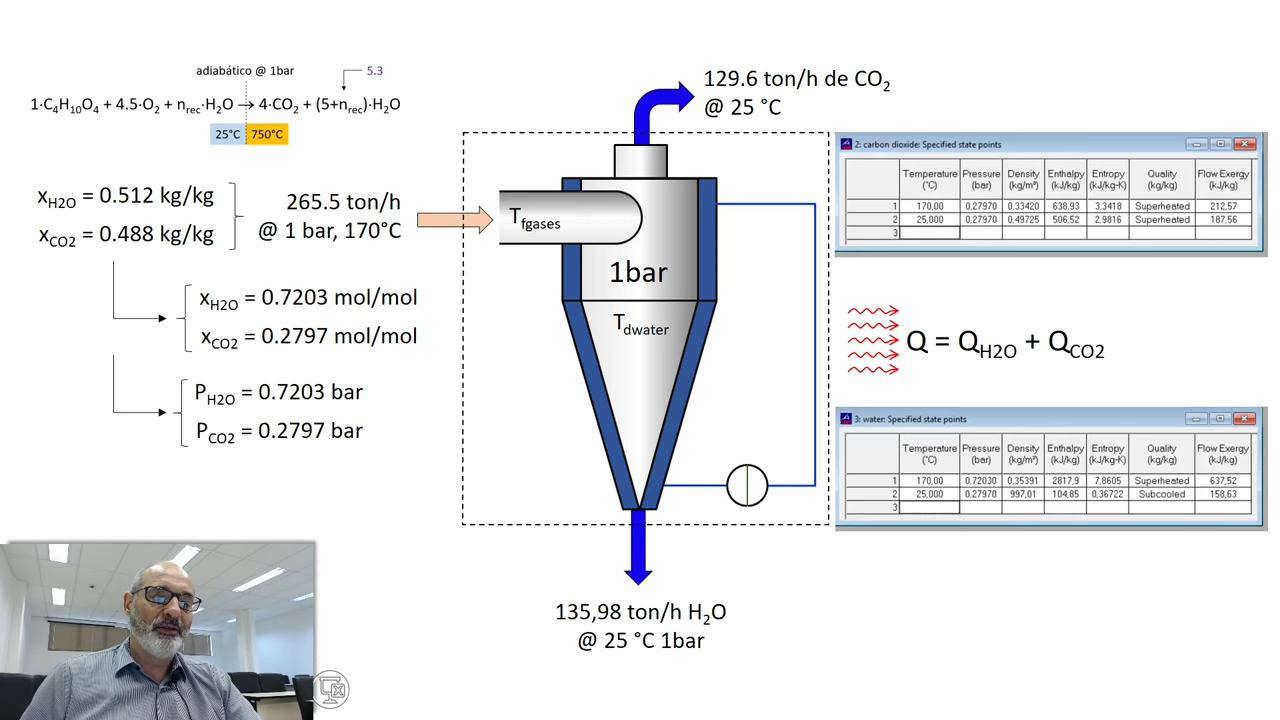 adiabático @ 1bar
5.3
1·C4H10O4 + 4.5·O2 + nrec·H2O → 4·CO2 + (5+nrec)·H2O
25°C 750°C
xH2O = 0.512 kg/kg
xCO2 = 0.488 kg/kg
265.5 ton/h
@ 1 bar, 170°C
xH2O = 0.7203 mol/mol
xCO2 = 0.2797 mol/mol
PH2O = 0.7203 bar
PCO2 = 0.2797 bar
129.6 ton/h de CO2
@ 25 °C
Tfgases
1bar
Tdwater
135,98 ton/h H2O
@ 25 °C 1bar
2: carbon dioxide: Specified state points
Temperature Pressure Density Enthalpy Entropy Quality Flow Exergy
(°C) (bar) (kg/m³) (kJ/kg) (kJ/kg-K) (kg/kg) (kJ/kg)
1 170,00 0,27970 0,33420 638,93 3,3418 Superheated 212,57
2 25,000 0,27970 0,49725 506,52 2,9816 Superheated 187,56
3
Q = QH2O + QCO2
3: water: Specified state points
Temperature Pressure Density Enthalpy Entropy Quality Flow Exergy
(°C) (bar) (kg/m³) (kJ/kg) (kJ/kg-K) (kg/kg) (kJ/kg)
1 170,00 0,72030 0,35391 2817,9 7,8605 Superheated 637,52
2 25,000 0,27970 997,01 104,85 0,36722 Subcooled 158,63
3